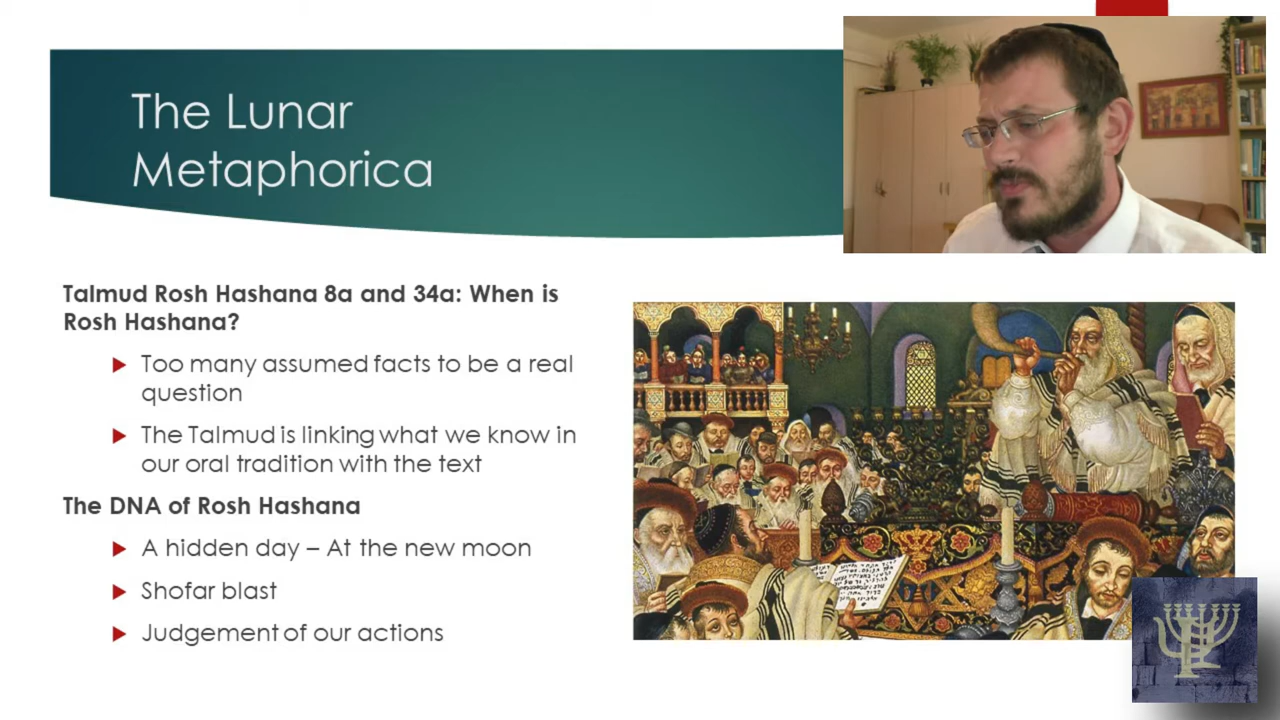 The Lunar
Metaphorica
Talmud Rosh Hashana 8a and 34a: When is
Rosh Hashana?
Too many assumed facts to be a real
question
The Talmud is linking what we know in
our oral tradition with the text
The DNA of Rosh Hashana
A hidden day – At the new moon
Shofar blast
Judgement of our actions